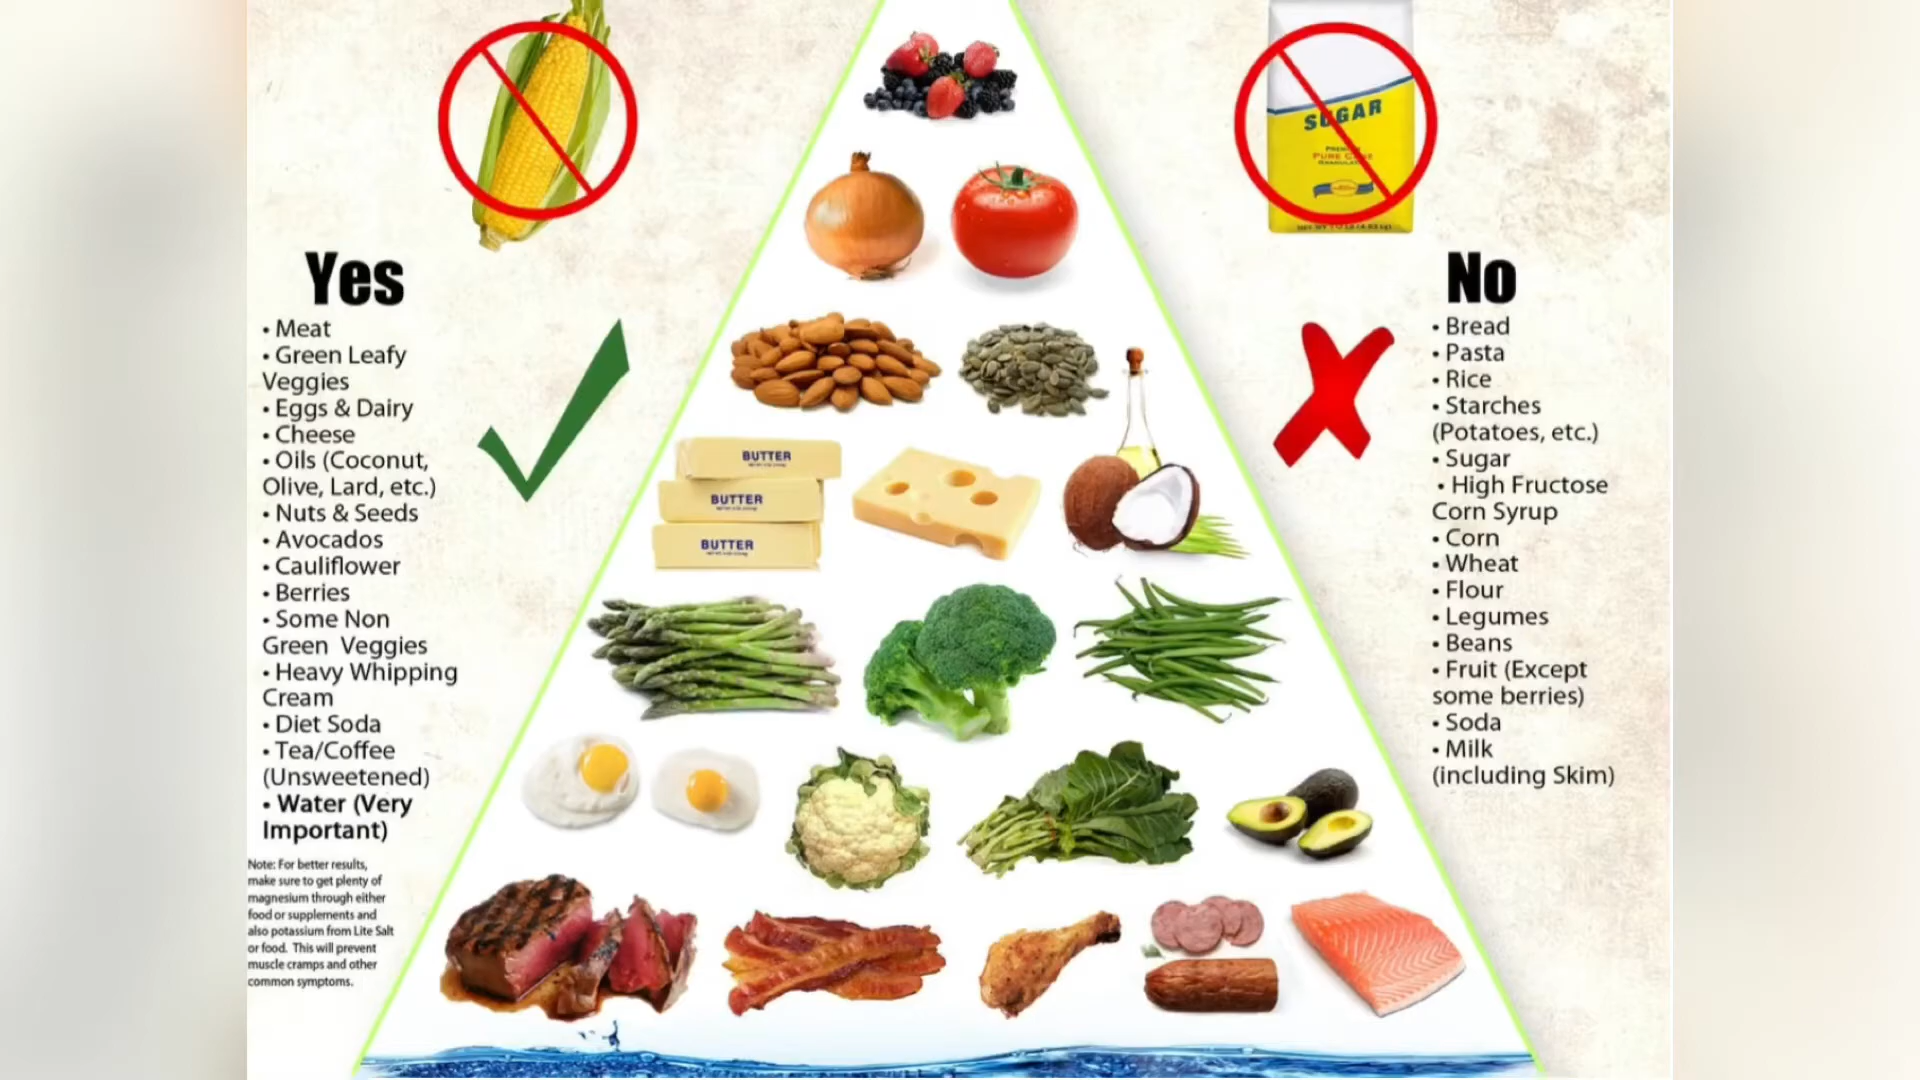 SUGAR
PURE CANE
Yes
• Meat
• Green Leafy
Veggies
• Eggs & Dairy
• Cheese
• Oils (Coconut,
Olive, Lard, etc.)
• Nuts & Seeds
• Avocados
• Cauliflower
• Berries
• Some Non
Green Veggies
• Heavy Whipping
Cream
• Diet Soda
• Tea/Coffee
(Unsweetened)
• Water (Very
Important)
Note: For better results,
make sure to get plenty of
magnesium through either
food or supplements and
also potassium from Lite Salt
or food. This will prevent
muscle cramps and other
common symptoms.
BUTTER
BUTTER
BUTTER
No
• Bread
• Pasta
• Rice
• Starches
(Potatoes, etc.)
• Sugar
• High Fructose
Corn Syrup
• Corn
• Wheat
• Flour
• Legumes
• Beans
• Fruit (Except
some berries)
• Soda
• Milk
(including Skim)